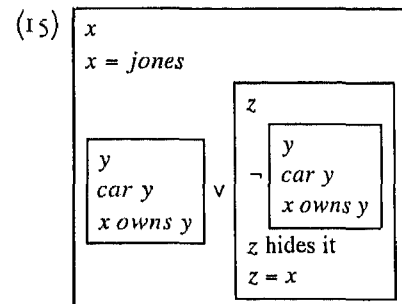 (15)
x
x = jones
y
car y
x owns y
∨
z
¬
y
car y
x owns y
z hides it
z = x